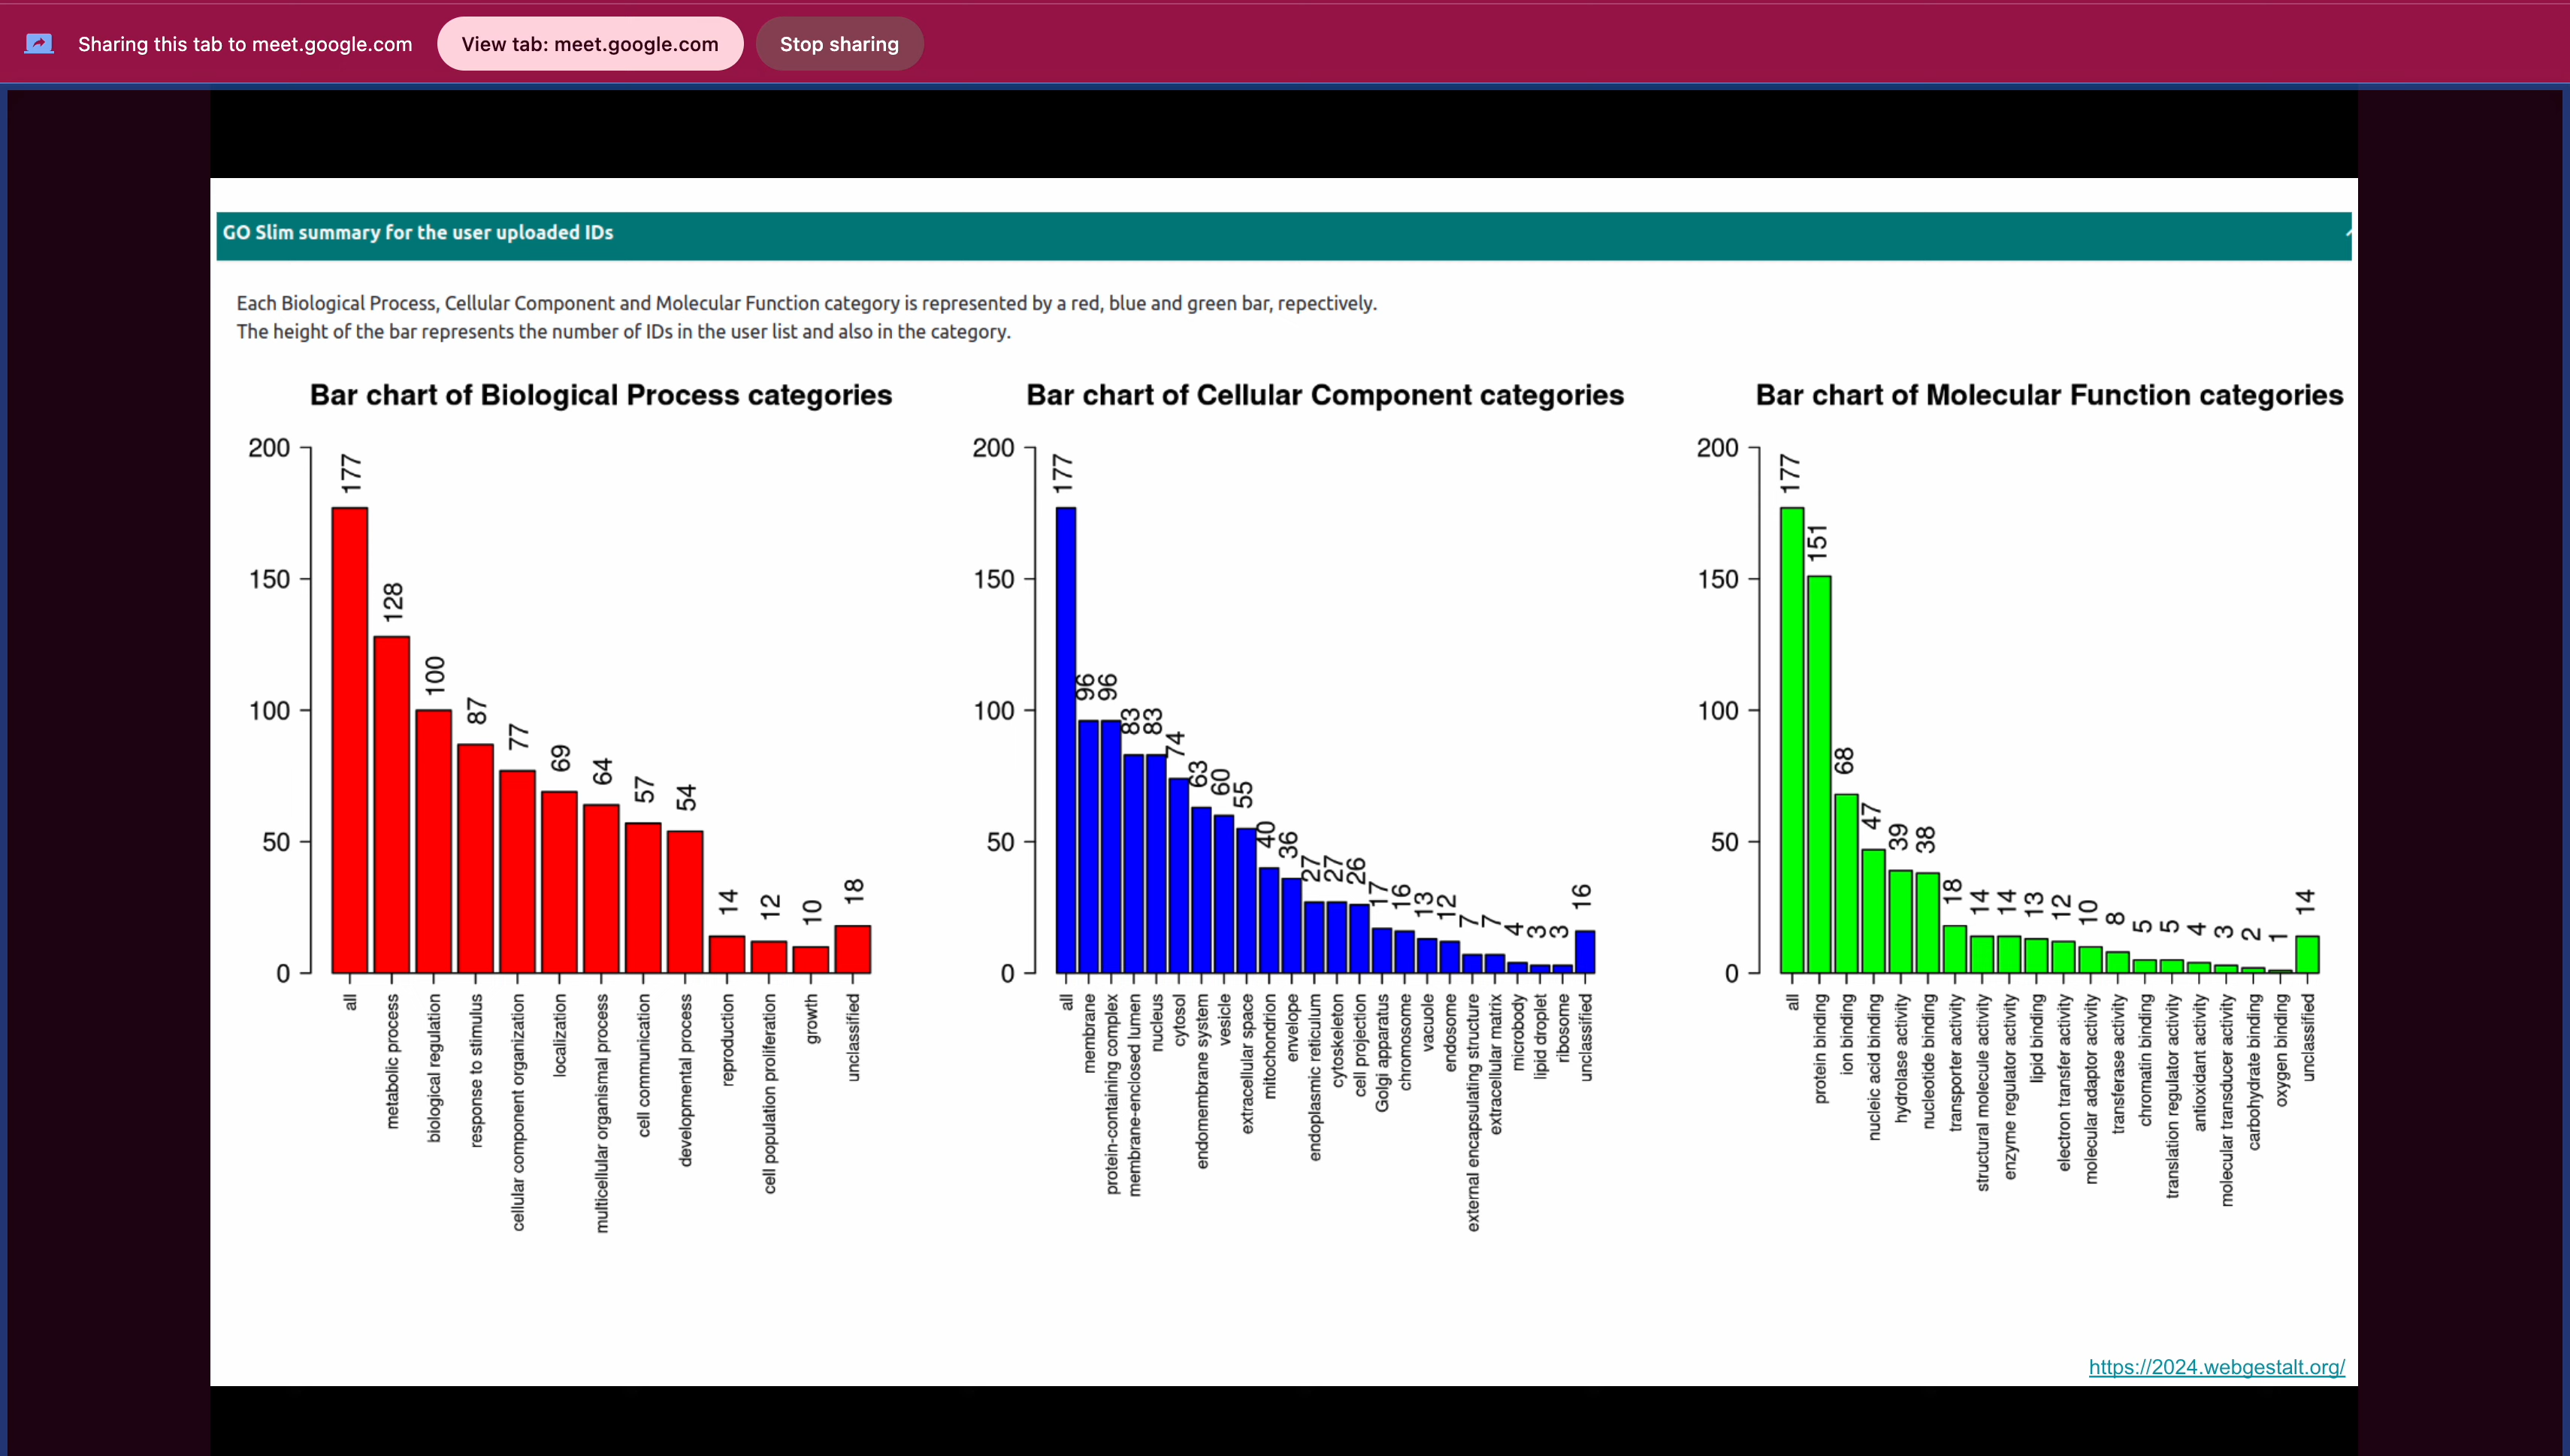 Sharing this tab to meet.google.com
View tab: meet.google.com
Stop sharing
GO Slim summary for the user uploaded IDs
Each Biological Process, Cellular Component and Molecular Function category is represented by a red, blue and green bar, repectively.
The height of the bar represents the number of IDs in the user list and also in the category.
Bar chart of Biological Process categories
200
150
100
50
0
177
128
100
87
77
69
64
57
54
14
12
10
18
all
metabolic process
biological regulation
response to stimulus
cellular component organization
localization
multicellular organismal process
cell communication
developmental process
reproduction
cell population proliferation
growth
unclassified
Bar chart of Cellular Component categories
200
150
100
50
0
177
96
96
83
83
74
63
60
55
40
36
27
27
26
17
16
13
12
7
7
4
3
3
16
all
membrane
protein-containing complex
membrane-enclosed lumen
nucleus
cytosol
endomembrane system
vesicle
extracellular space
mitochondrion
envelope
endoplasmic reticulum
cytoskeleton
cell projection
Golgi apparatus
chromosome
vacuole
endosome
external encapsulating structure
extracellular matrix
microbody
lipid droplet
ribosome
unclassified
Bar chart of Molecular Function categories
200
150
100
50
0
177
151
68
47
39
38
18
14
14
13
12
10
8
5
5
4
3
2
1
14
all
protein binding
ion binding
nucleic acid binding
hydrolase activity
nucleotide binding
transporter activity
structural molecule activity
enzyme regulator activity
lipid binding
electron transfer activity
molecular adaptor activity
transferase activity
chromatin binding
translation regulator activity
antioxidant activity
molecular transducer activity
carbohydrate binding
oxygen binding
unclassified
https://2024.webgestalt.org/